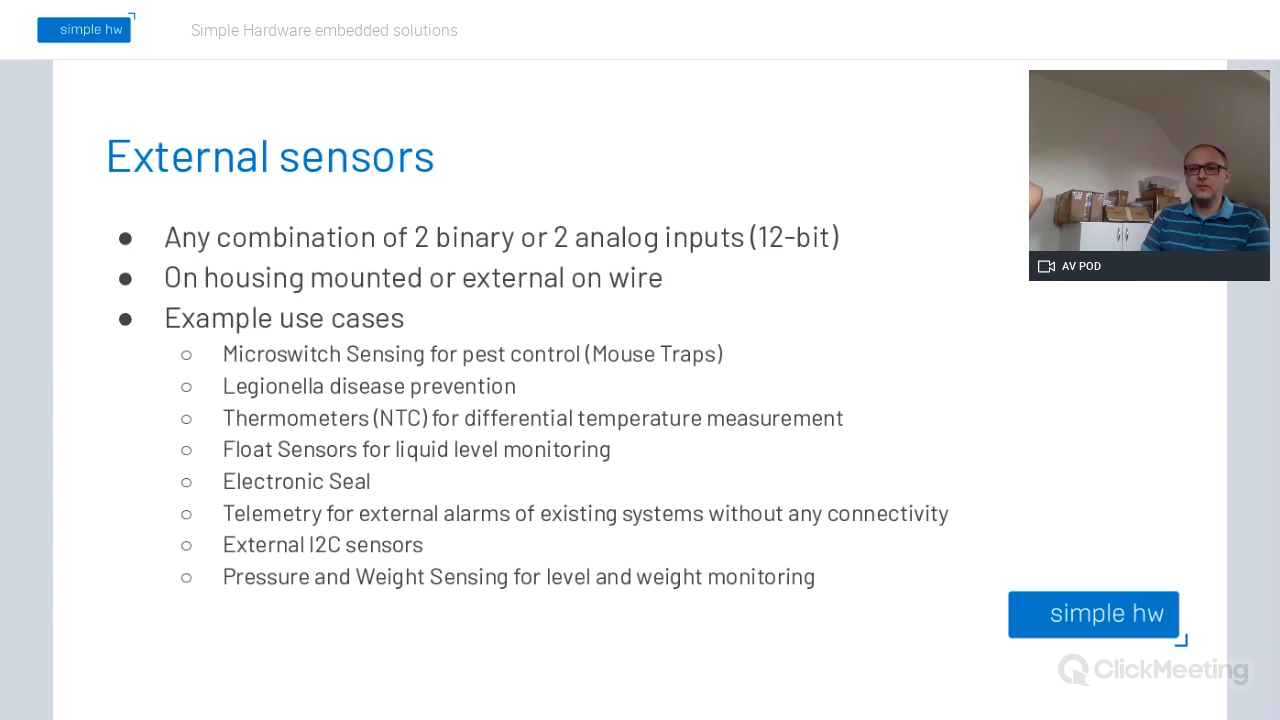 simple hw
Simple Hardware embedded solutions
External sensors
● Any combination of 2 binary or 2 analog inputs (12-bit)
● On housing mounted or external on wire
● Example use cases
○ Microswitch Sensing for pest control (Mouse Traps)
○ Legionella disease prevention
○ Thermometers (NTC) for differential temperature measurement
○ Float Sensors for liquid level monitoring
○ Electronic Seal
○ Telemetry for external alarms of existing systems without any connectivity
○ External I2C sensors
○ Pressure and Weight Sensing for level and weight monitoring
AV POD
simple hw
ClickMeeting